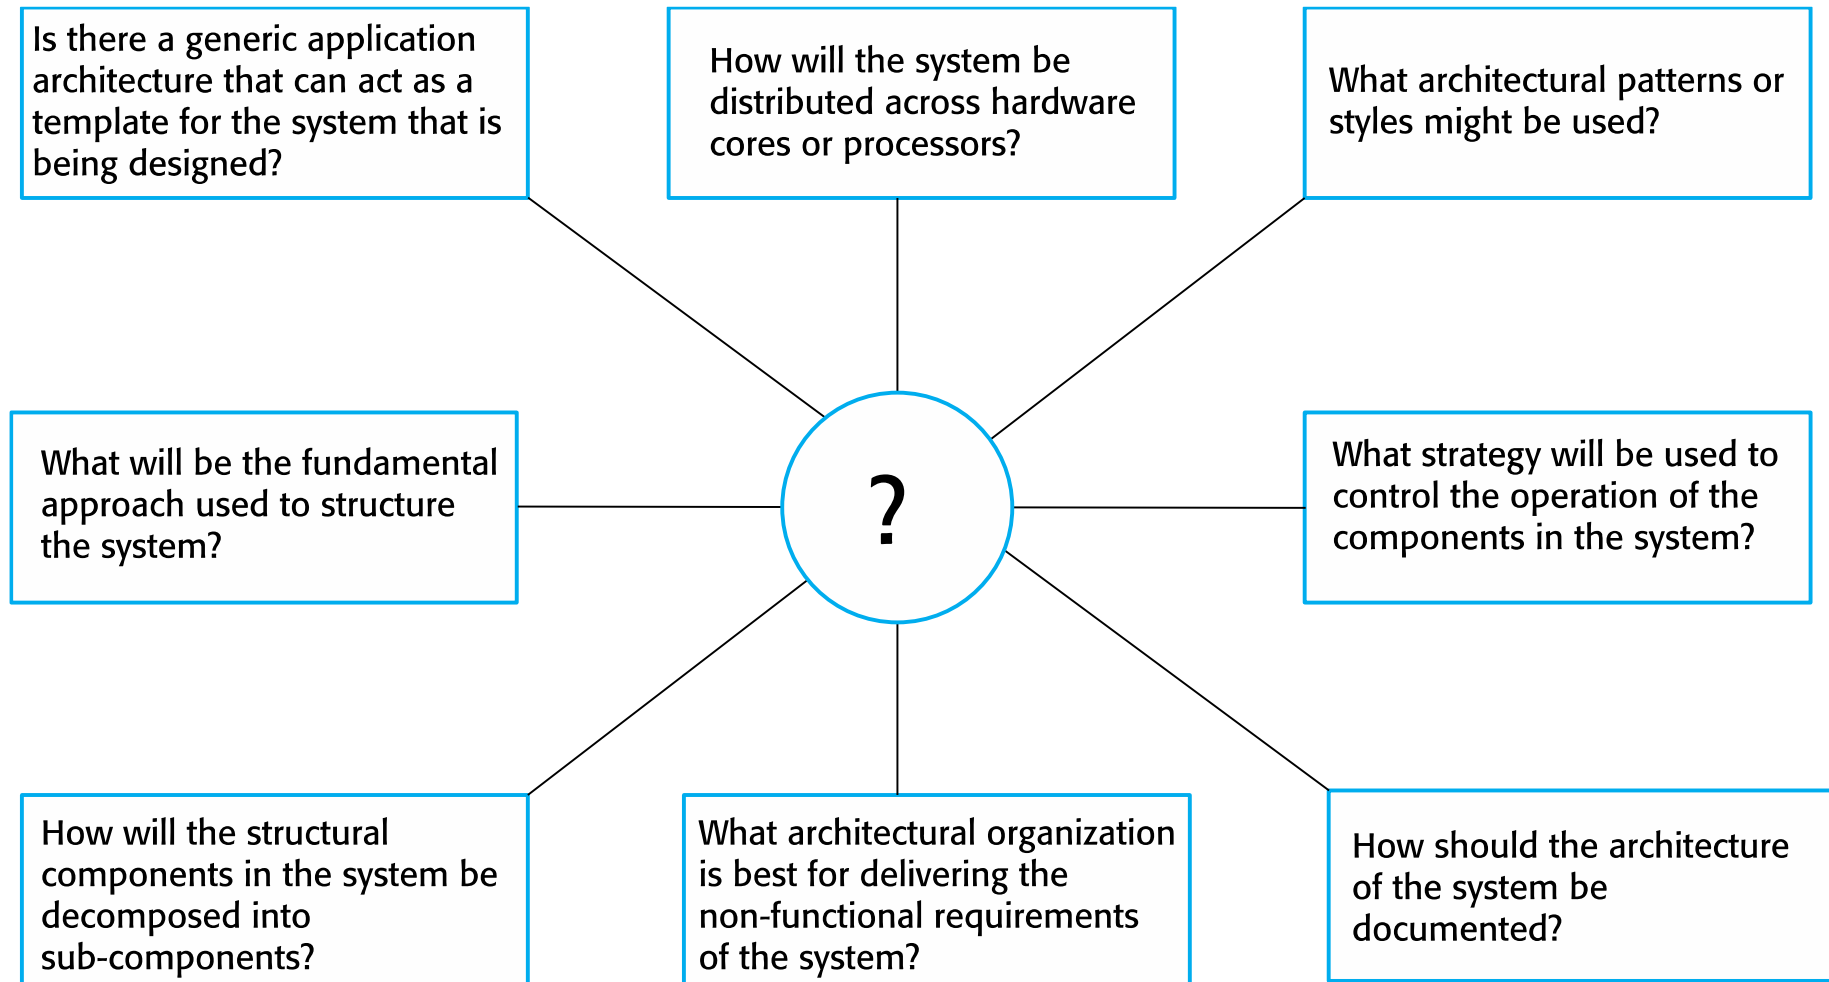 Is there a generic application
architecture that can act as a
template for the system that is
being designed?
How will the system be
distributed across hardware
cores or processors?
What architectural patterns or
styles might be used?
What will be the fundamental
approach used to structure
the system?
?
What strategy will be used to
control the operation of the
components in the system?
How will the structural
components in the system be
decomposed into
sub-components?
What architectural organization
is best for delivering the
non-functional requirements
of the system?
How should the architecture
of the system be
documented?